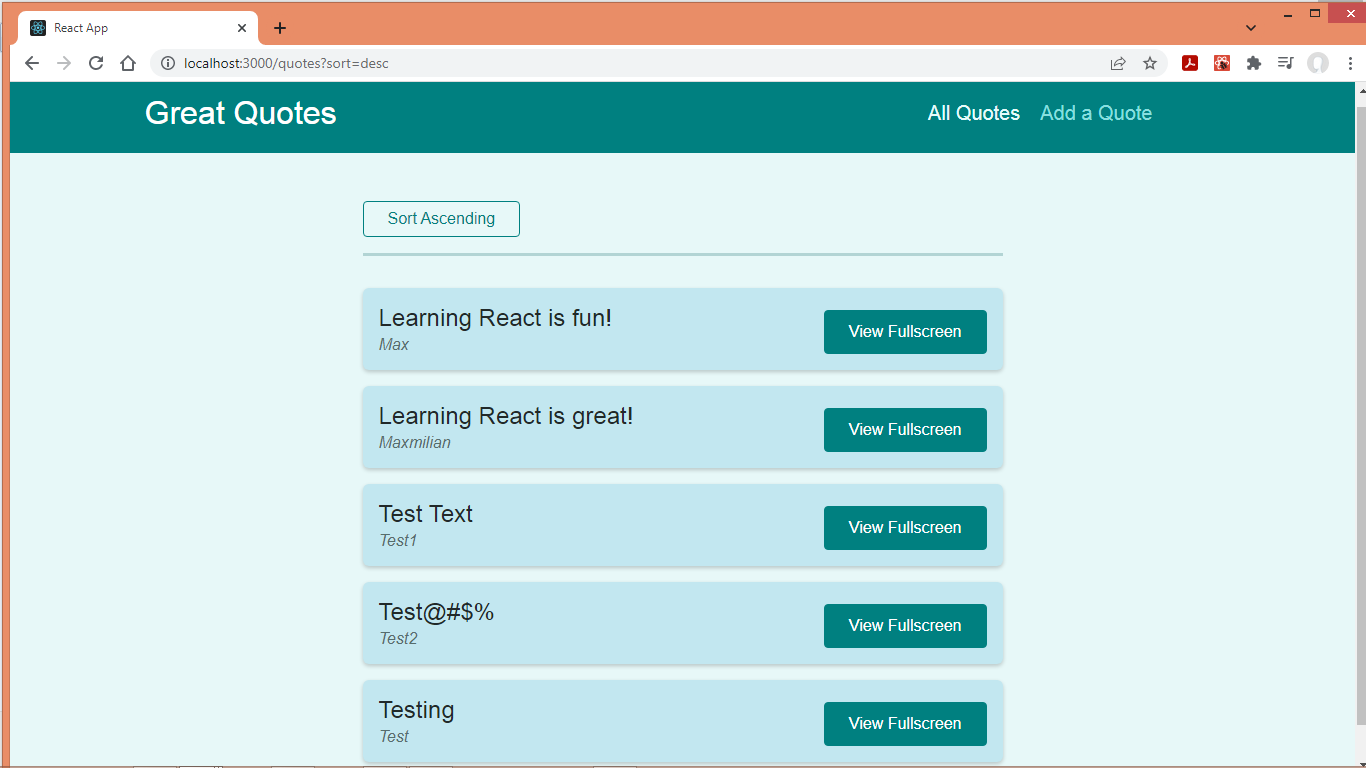 React App
localhost:3000/quotes?sort=desc
Great Quotes All Quotes Add a Quote
Sort Ascending
Learning React is fun!
Max
View Fullscreen
Learning React is great!
Maxmilian
View Fullscreen
Test Text
Test1
View Fullscreen
Test@#$%
Test2
View Fullscreen
Testing
Test
View Fullscreen